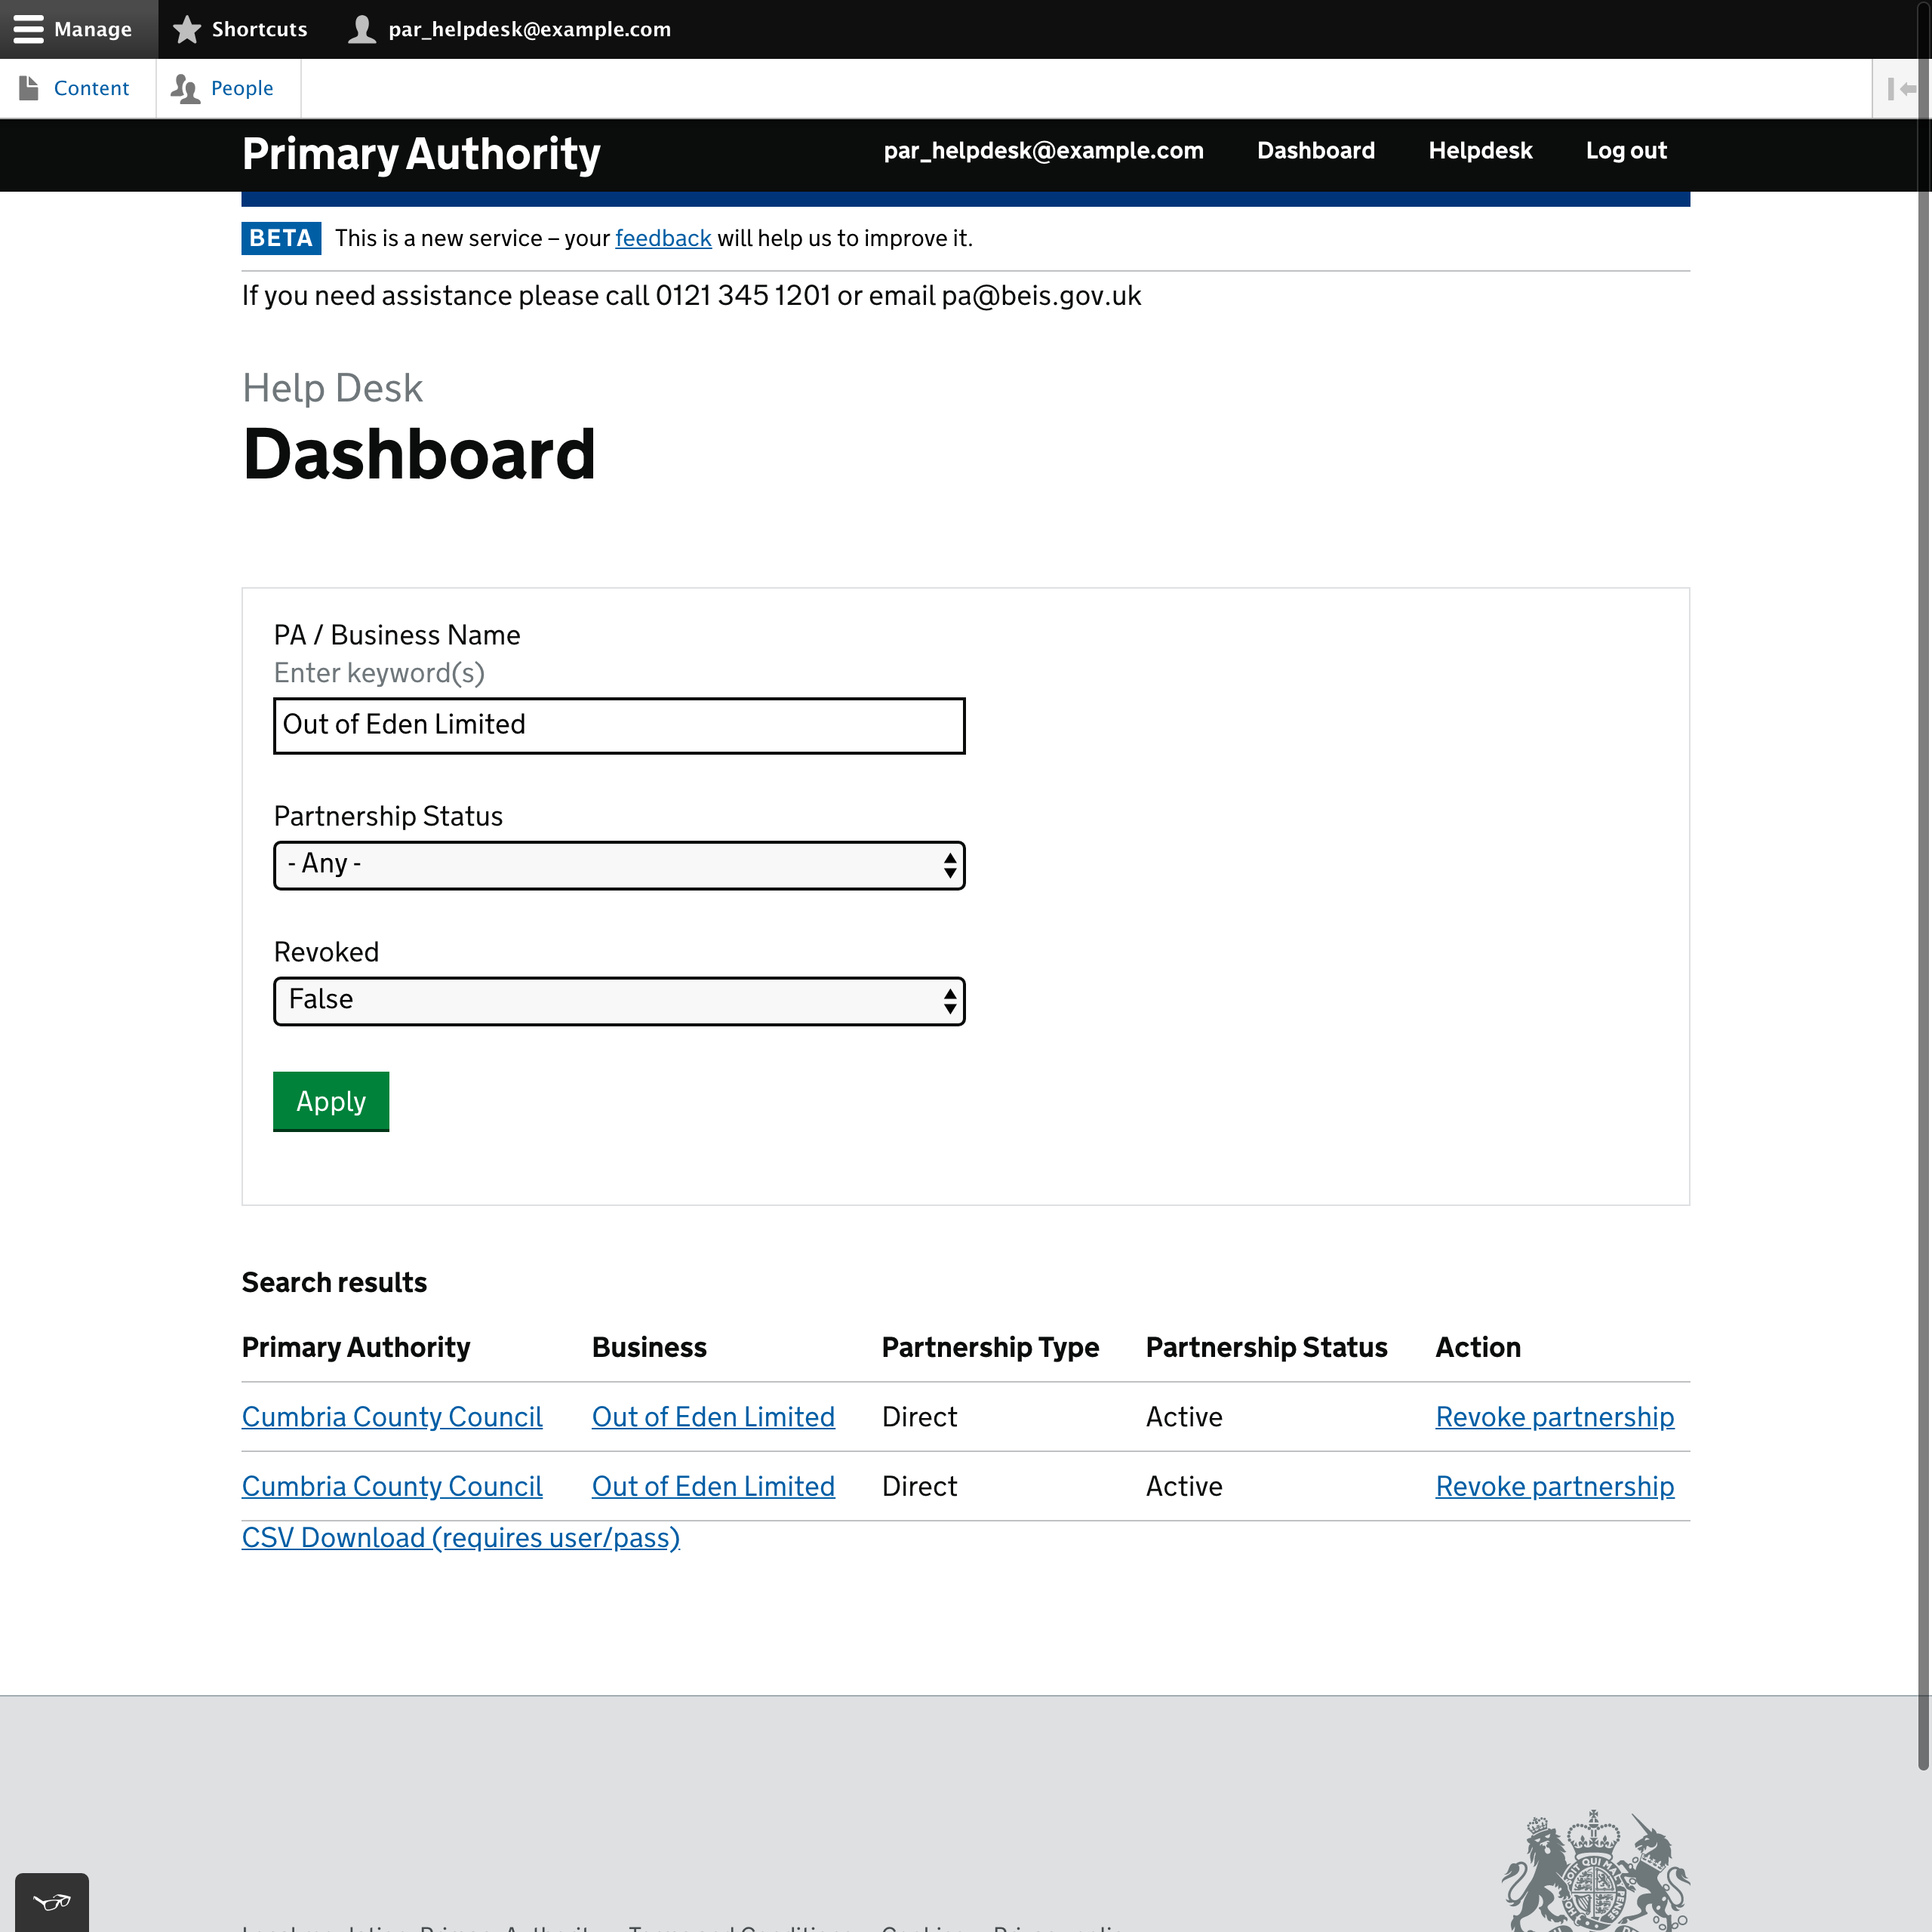 Manage Shortcuts par_helpdesk@example.com
Content People
Primary Authority par_helpdesk@example.com Dashboard Helpdesk Log out
BETA This is a new service – your feedback will help us to improve it.
If you need assistance please call 0121 345 1201 or email pa@beis.gov.uk
Help Desk
Dashboard
PA / Business Name
Enter keyword(s)
Out of Eden Limited
Partnership Status
- Any -
Revoked
False
Apply
Search results
Primary Authority Business Partnership Type Partnership Status Action
Cumbria County Council Out of Eden Limited Direct Active Revoke partnership
Cumbria County Council Out of Eden Limited Direct Active Revoke partnership
CSV Download (requires user/pass)